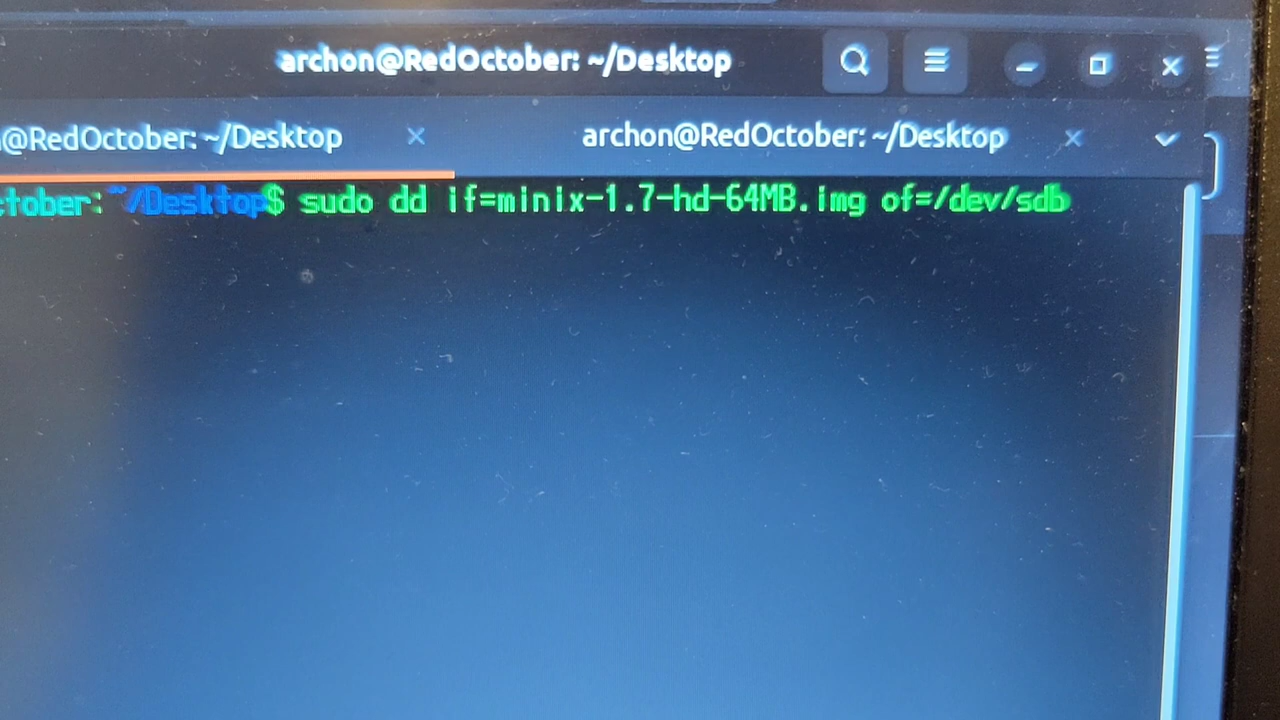 archon@RedOctober: ~/Desktop
@RedOctober: ~/Desktop
archon@RedOctober: ~/Desktop
ctober:~/Desktop$ sudo dd if=minix-1.7-hd-64MB.img of=/dev/sdb